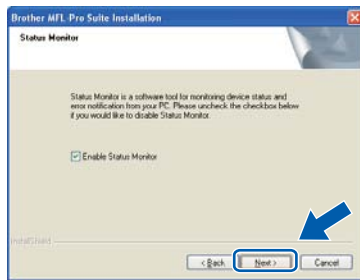 Brother MFL-Pro Suite Installation
Status Monitor
Status Monitor is a software tool for monitoring device status and
error notification from your PC. Please uncheck the checkbox below
if you would like to disable Status Monitor.
Enable Status Monitor
InstallShield
< Back
Next >
Cancel